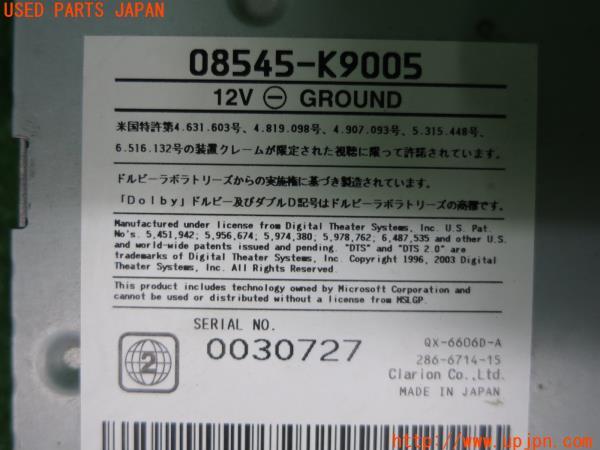 USED PARTS JAPAN
08545-K9005
12V ⊖ GROUND
米国特許第4.631.603号、4.819.098号、4.907.093号、5.315.448号、
6.516.132号の装置クレームが限定された視聴に限って許諾されています。
ドルビーラボラトリーズからの実施権に基づき製造されています。
「Dolby」ドルビー及びダブルD記号はドルビーラボラトリーズの商標です。
Manufactured under license from Digital Theater Systems, Inc. U.S. Pat.
No's. 5,451,942; 5,956,674; 5,974,380; 5,978,762; 6,487,535 and other U.S.
and world-wide patents issued and pending. "DTS" and "DTS 2.0" are
trademarks of Digital Theater Systems, Inc. Copyright 1996, 2003 Digital
Theater Systems, Inc. All Rights Reserved.
This product includes technology owned by Microsoft Corporation and
cannot be used or distributed without a license from MSLGP.
SERIAL NO.
2
0030727
QX-6606D-A
286-6714-15
Clarion Co.,Ltd.
MADE IN JAPAN
http://www.upjpn.com